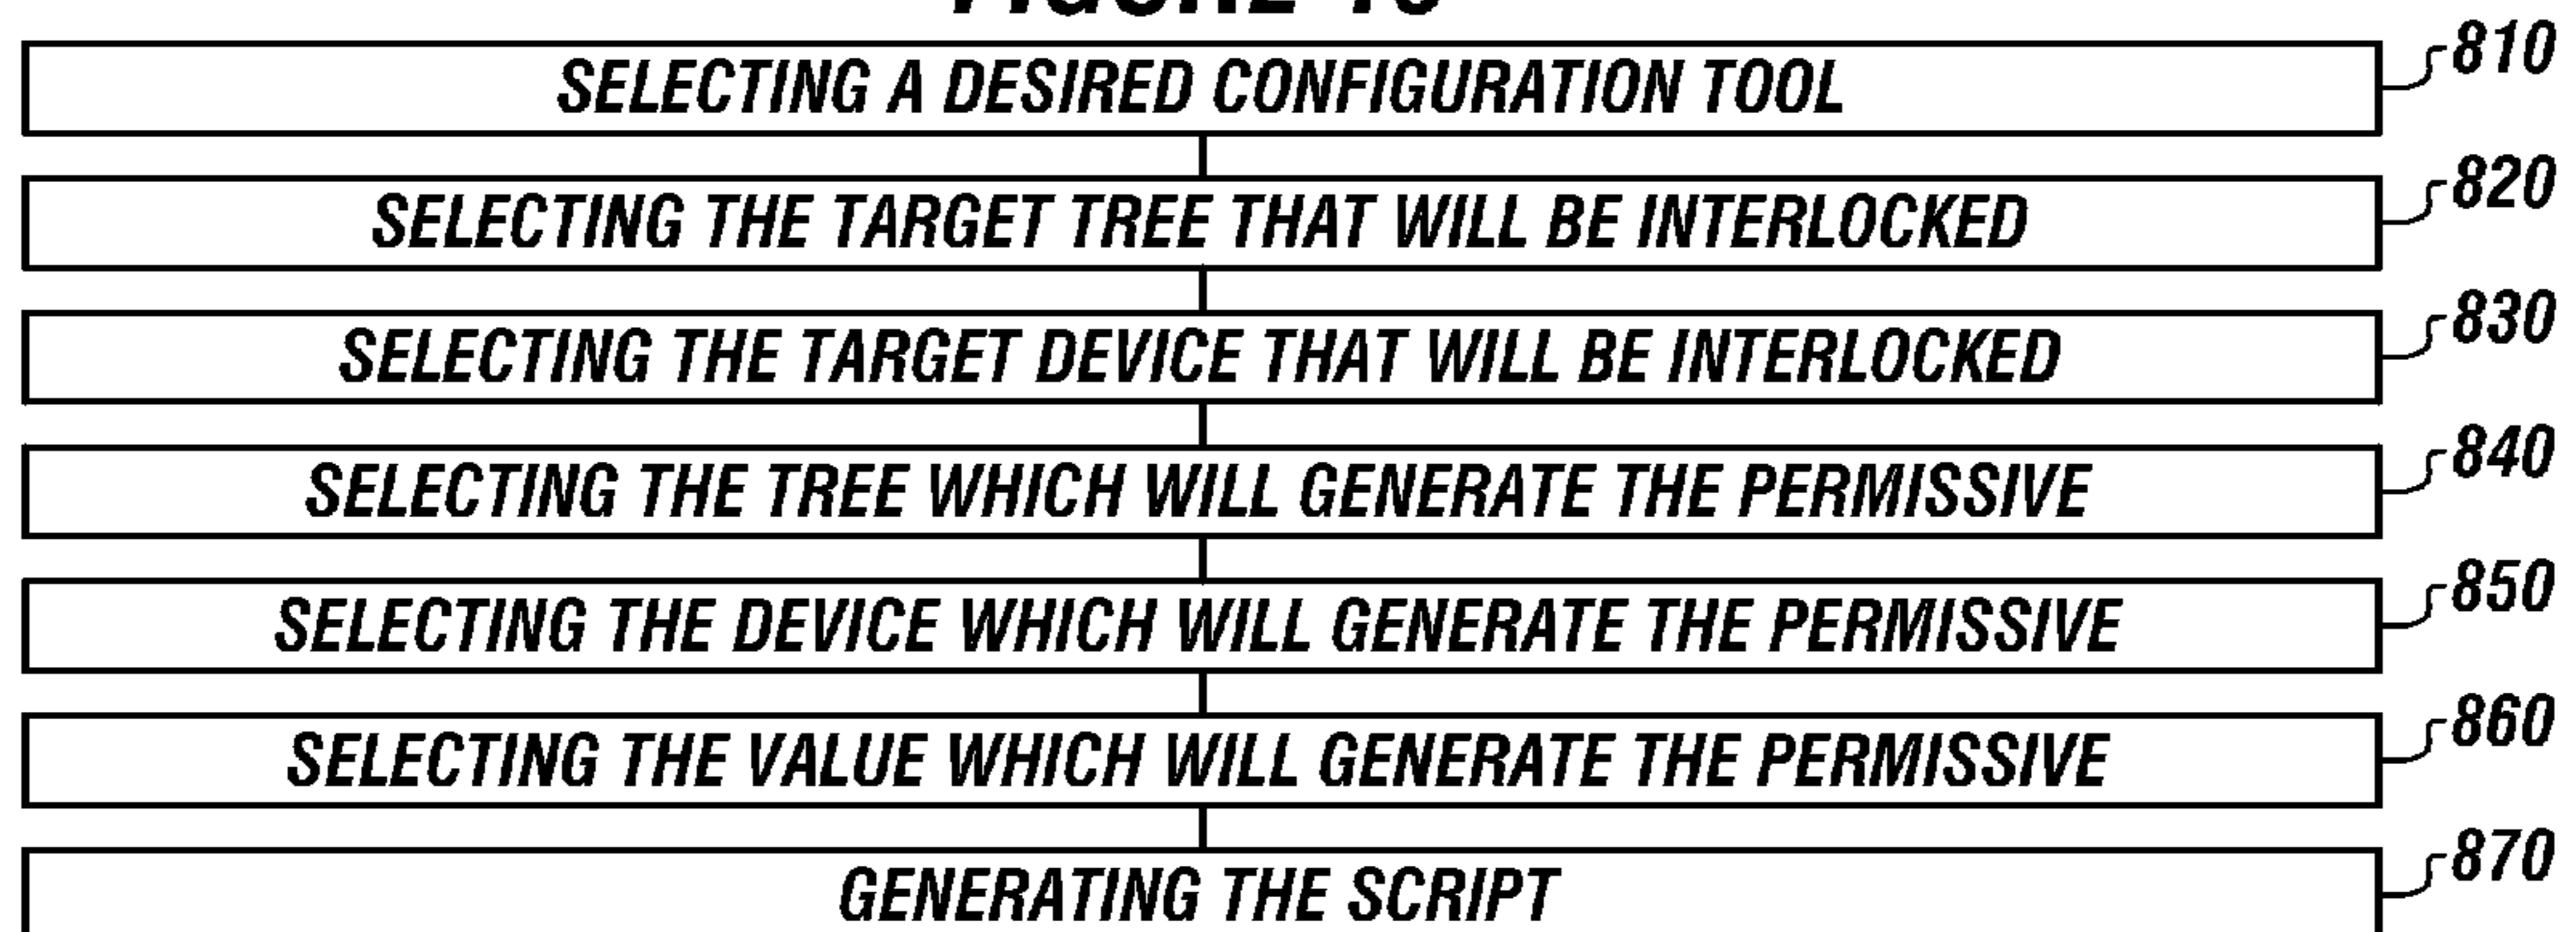 810
SELECTING A DESIRED CONFIGURATION TOOL
820
SELECTING THE TARGET TREE THAT WILL BE INTERLOCKED
830
SELECTING THE TARGET DEVICE THAT WILL BE INTERLOCKED
840
SELECTING THE TREE WHICH WILL GENERATE THE PERMISSIVE
850
SELECTING THE DEVICE WHICH WILL GENERATE THE PERMISSIVE
860
SELECTING THE VALUE WHICH WILL GENERATE THE PERMISSIVE
870
GENERATING THE SCRIPT